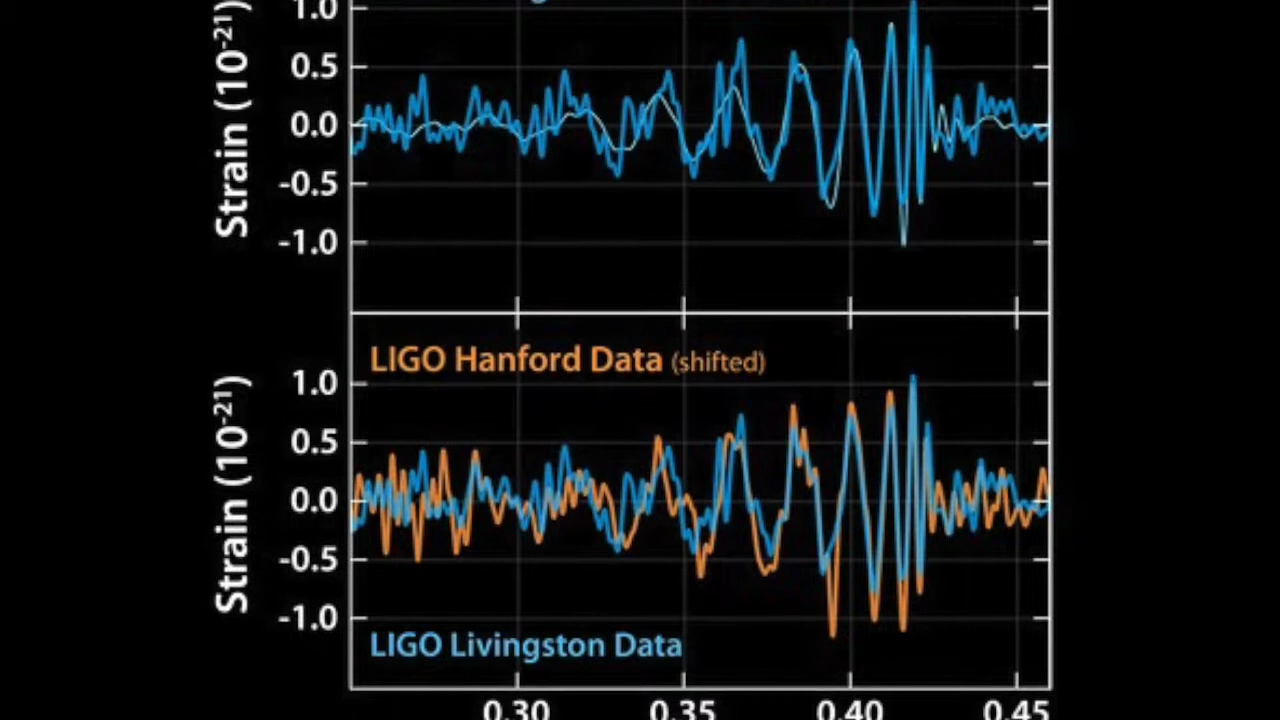 Strain (10-21)
1.0
0.5
0.0
-0.5
-1.0
LIGO Hanford Data (shifted)
Strain (10-21)
1.0
0.5
0.0
-0.5
-1.0
LIGO Livingston Data
0.30 0.35 0.40 0.45